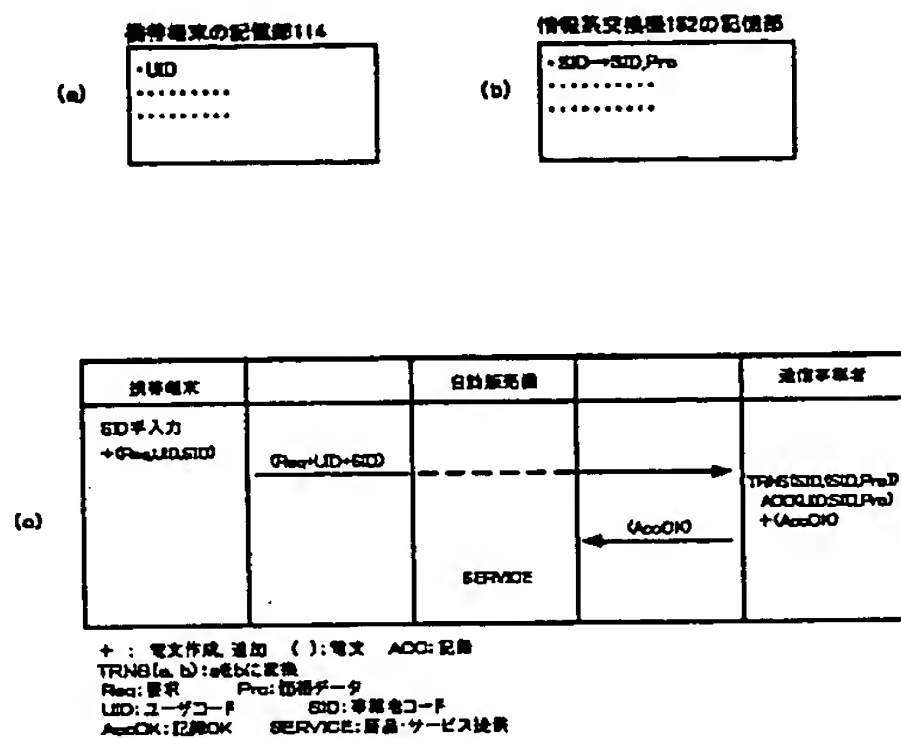 携帯端末の記憶部114
情報系交換機182の記憶部
(a)
・UID
・・・・・・・・・
・・・・・・・・・
(b)
・SID→SID,Pro
・・・・・・・・・・
・・・・・・・・・・
携帯端末 自動販売機 通信事業者
SID手入力
+(Req,UID,SID)
(Req+UID+SID)
TRNS(SID,(SID,Pro))
ACC(UID,SID,Pro)
+(AccOK)
(AccOK)
(c)
SERVICE
+ : 電文作成,追加 ( ):電文 ACC:記録
TRNS(a, b):aをbに変換
Req:要求 Pro:価格データ
UID:ユーザコード SID:事業者コード
AccOK:記録OK SERVICE:商品・サービス提供